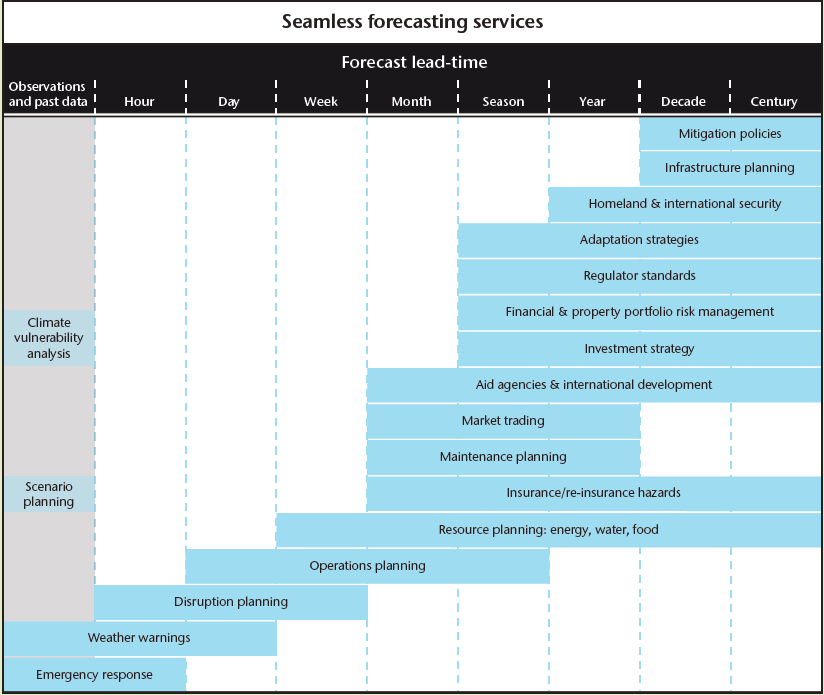 Seamless forecasting services
Forecast lead-time
Observations
and past data
Hour
Day
Week
Month
Season
Year
Decade
Century
Mitigation policies
Infrastructure planning
Homeland & international security
Adaptation strategies
Regulator standards
Financial & property portfolio risk management
Climate
vulnerability
analysis
Investment strategy
Aid agencies & international development
Market trading
Maintenance planning
Scenario
planning
Insurance/re-insurance hazards
Resource planning: energy, water, food
Operations planning
Disruption planning
Weather warnings
Emergency response